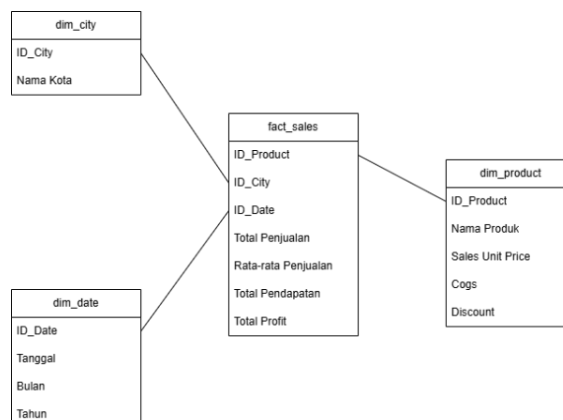 dim_city
ID_City
Nama Kota
fact_sales
ID_Product
ID_City
ID_Date
Total Penjualan
Rata-rata Penjualan
Total Pendapatan
Total Profit
dim_product
ID_Product
Nama Produk
Sales Unit Price
Cogs
Discount
dim_date
ID_Date
Tanggal
Bulan
Tahun